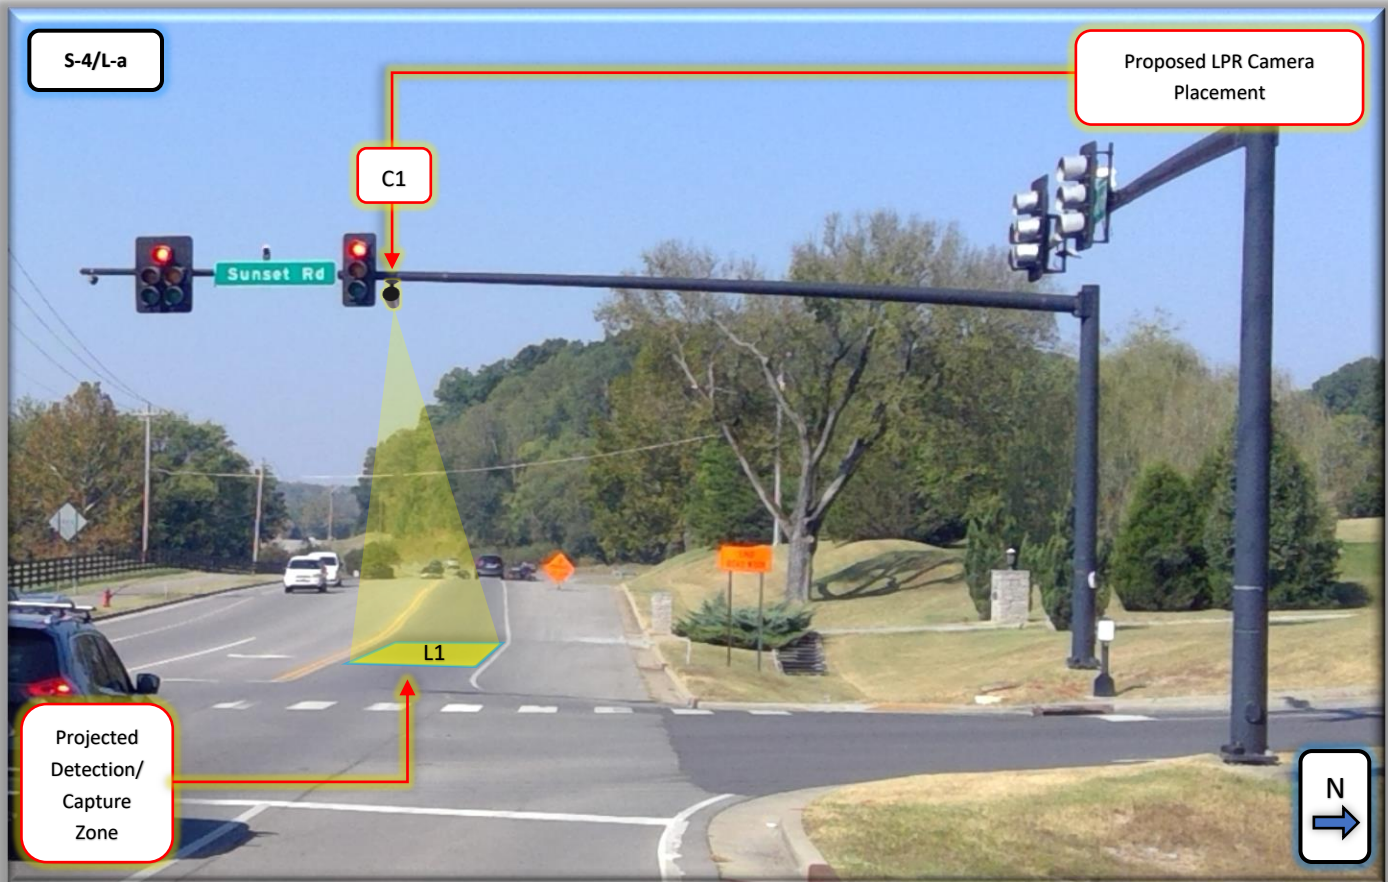 S-4/L-a
Proposed LPR Camera
Placement
C1
Sunset Rd
L1
Projected
Detection/
Capture
Zone
N